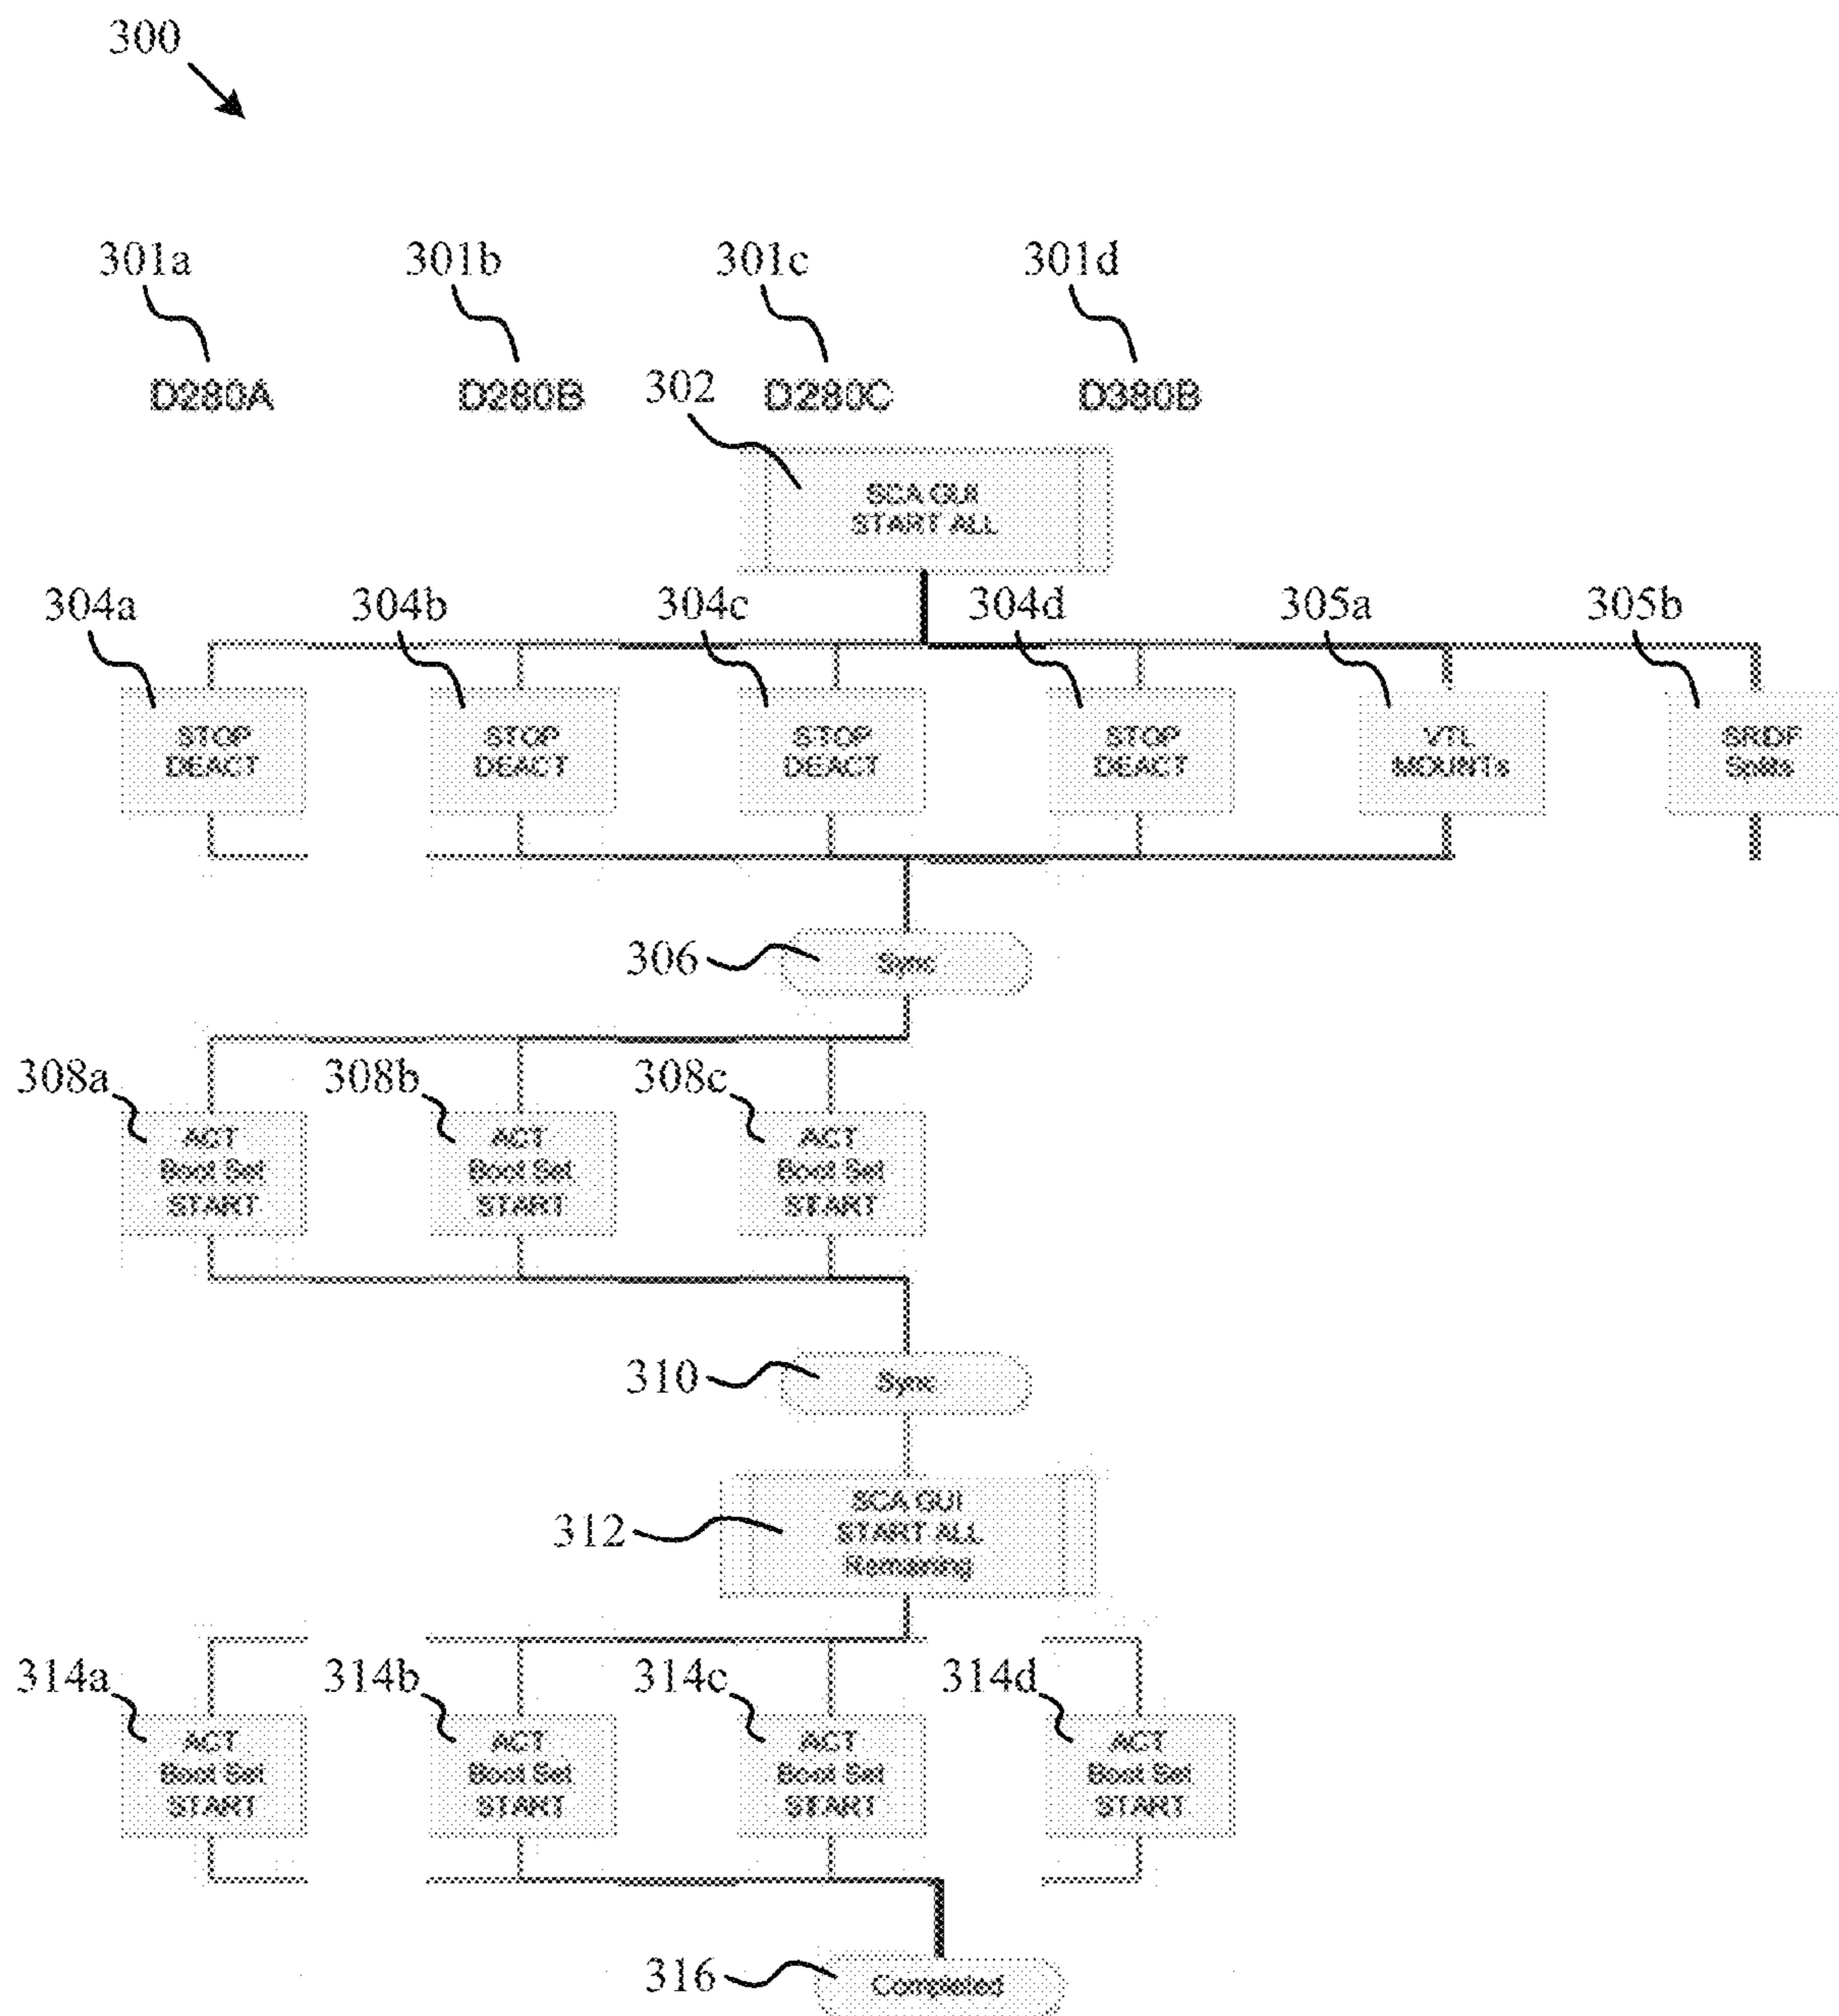 300
301a
301b
301c
301d
D280A
D280B
D280C
D380B
302
SCA GUI
START ALL
304a
304b
304c
304d
305a
305b
STOP
DEACT
STOP
DEACT
STOP
DEACT
STOP
DEACT
VTL
MOUNTs
SRDF
Splits
306
Sync
308a
308b
308c
ACT
Boot Set
START
ACT
Boot Set
START
ACT
Boot Set
START
310
Sync
312
SCA GUI
START ALL
Remaining
314a
314b
314c
314d
ACT
Boot Set
START
ACT
Boot Set
START
ACT
Boot Set
START
ACT
Boot Set
START
316
Completed